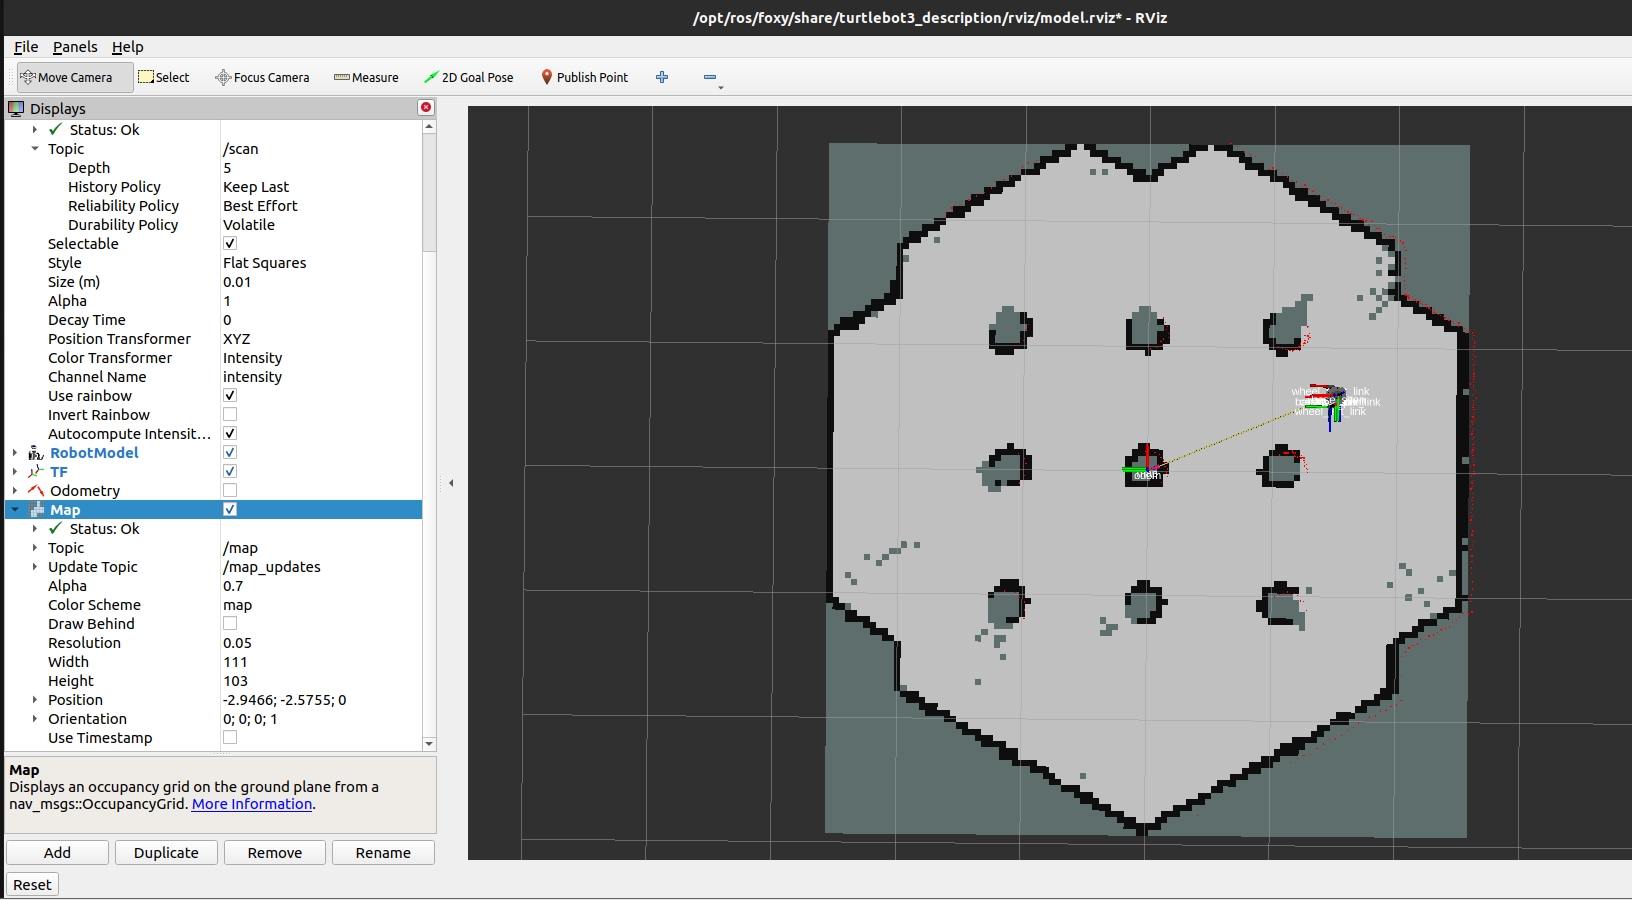 /opt/ros/foxy/share/turtlebot3_description/rviz/model.rviz* - RViz
File Panels Help
Move Camera Select Focus Camera Measure 2D Goal Pose Publish Point
Displays
Status: Ok
Topic /scan
Depth 5
History Policy Keep Last
Reliability Policy Best Effort
Durability Policy Volatile
Selectable
Style Flat Squares
Size (m) 0.01
Alpha 1
Decay Time 0
Position Transformer XYZ
Color Transformer Intensity
Channel Name intensity
Use rainbow
Invert Rainbow
Autocompute Intensit...
RobotModel
TF
Odometry
Map
Status: Ok
Topic /map
Update Topic /map_updates
Alpha 0.7
Color Scheme map
Draw Behind
Resolution 0.05
Width 111
Height 103
Position -2.9466; -2.5755; 0
Orientation 0; 0; 0; 1
Use Timestamp
Map
Displays an occupancy grid on the ground plane from a
nav_msgs::OccupancyGrid. More Information.
Add Duplicate Remove Rename
Reset
wheel link
link
wheel link
odom